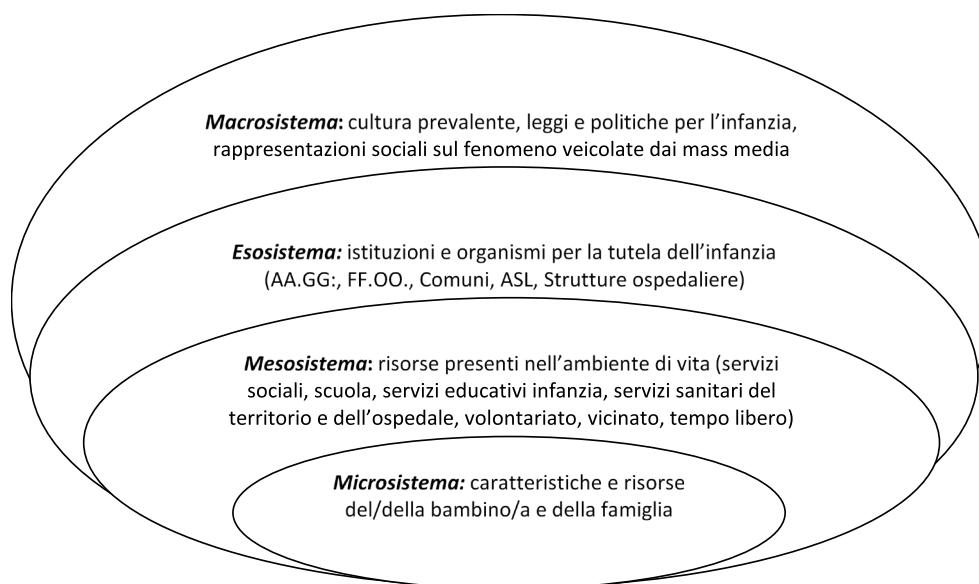 Macrosistema: cultura prevalente, leggi e politiche per l'infanzia,
rappresentazioni sociali sul fenomeno veicolate dai mass media
Esosistema: istituzioni e organismi per la tutela dell'infanzia
(AA.GG:, FF.OO., Comuni, ASL, Strutture ospedaliere)
Mesosistema: risorse presenti nell'ambiente di vita (servizi
sociali, scuola, servizi educativi infanzia, servizi sanitari del
territorio e dell'ospedale, volontariato, vicinato, tempo libero)
Microsistema: caratteristiche e risorse
del/della bambino/a e della famiglia